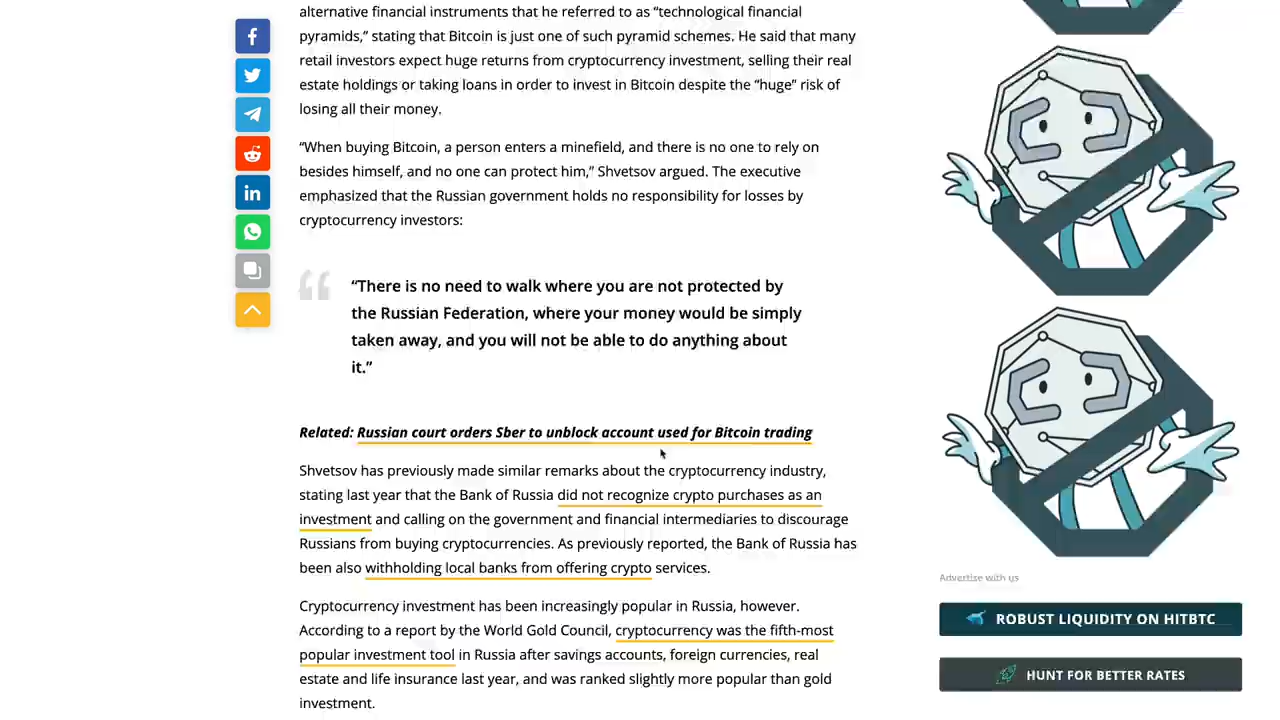 alternative financial instruments that he referred to as “technological financial
pyramids,” stating that Bitcoin is just one of such pyramid schemes. He said that many
retail investors expect huge returns from cryptocurrency investment, selling their real
estate holdings or taking loans in order to invest in Bitcoin despite the “huge” risk of
losing all their money.
“When buying Bitcoin, a person enters a minefield, and there is no one to rely on
besides himself, and no one can protect him,” Shvetsov argued. The executive
emphasized that the Russian government holds no responsibility for losses by
cryptocurrency investors:
“There is no need to walk where you are not protected by
the Russian Federation, where your money would be simply
taken away, and you will not be able to do anything about
it.”
Related: Russian court orders Sber to unblock account used for Bitcoin trading
Shvetsov has previously made similar remarks about the cryptocurrency industry,
stating last year that the Bank of Russia did not recognize crypto purchases as an
investment and calling on the government and financial intermediaries to discourage
Russians from buying cryptocurrencies. As previously reported, the Bank of Russia has
been also withholding local banks from offering crypto services.
Cryptocurrency investment has been increasingly popular in Russia, however.
According to a report by the World Gold Council, cryptocurrency was the fifth-most
popular investment tool in Russia after savings accounts, foreign currencies, real
estate and life insurance last year, and was ranked slightly more popular than gold
investment.
Advertise with us
ROBUST LIQUIDITY ON HITBTC
HUNT FOR BETTER RATES